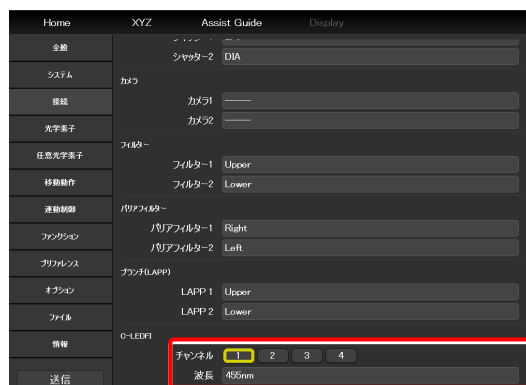 Home XYZ Assist Guide Display
全般
システム
接続
光学素子
任意光学素子
移動動作
連動制御
ファンクション
プリファレンス
オプション
ファイル
情報
送信
シャッター2 DIA
カメラ
カメラ1 ———
カメラ2 ———
フィルター
フィルター1 Upper
フィルター2 Lower
バリアフィルター
バリアフィルター1 Right
バリアフィルター2 Left
ブランチ(LAPP)
LAPP 1 Upper
LAPP 2 Lower
C-LEDFI
チャンネル 1 2 3 4
波長 455nm